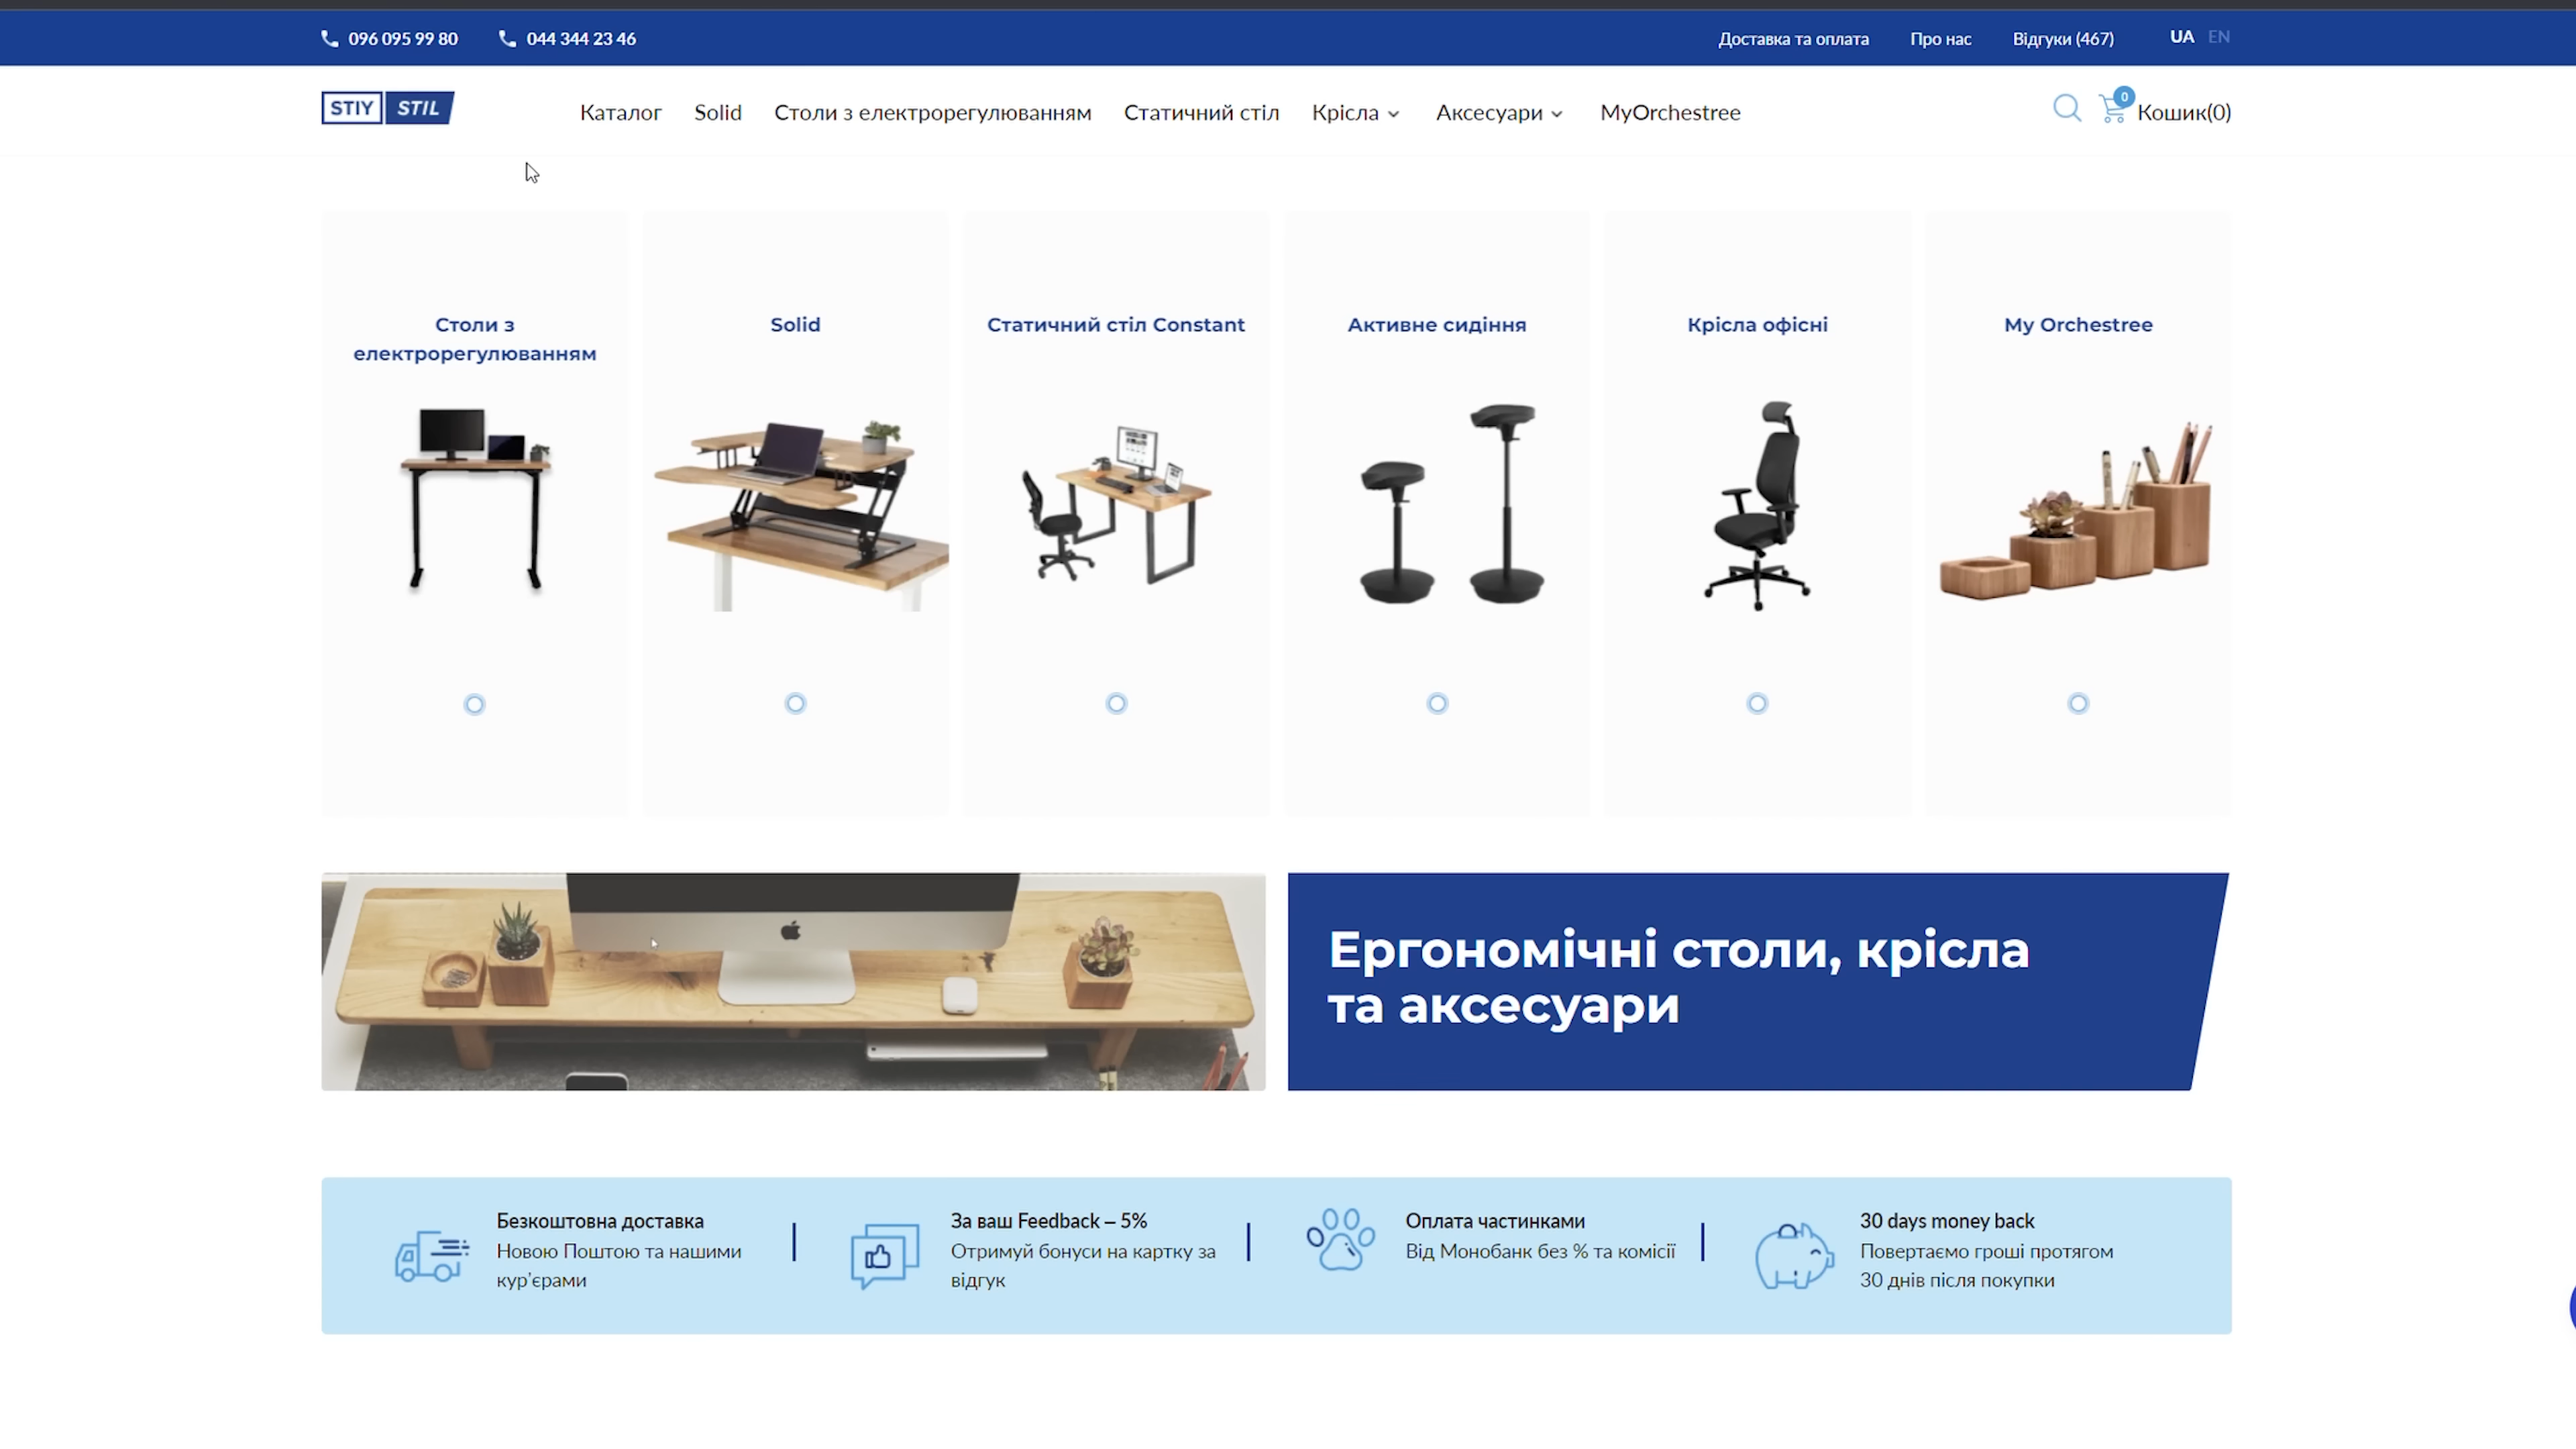 096 095 99 80
044 344 23 46
Доставка та оплата
Про нас
Відгуки (467)
UA EN
STIY STIL
Каталог
Solid
Столи з електрорегулюванням
Статичний стіл
Крісла
Аксесуари
MyOrchestree
0
Кошик(0)
Столи з
електрорегулюванням
Solid
Статичний стіл Constant
Активне сидіння
Крісла офісні
My Orchestree
Ергономічні столи, крісла
та аксесуари
Безкоштовна доставка
Новою Поштою та нашими
кур’єрами
За ваш Feedback – 5%
Отримуй бонуси на картку за
відгук
Оплата частинками
Від Монобанк без % та комісії
30 days money back
Повертаємо гроші протягом
30 днів після покупки